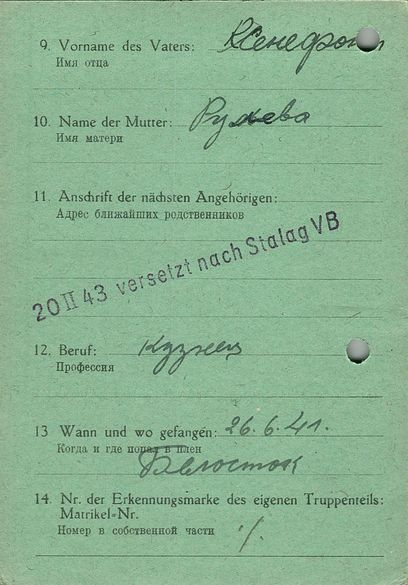 9. Vorname des Vaters: Ксенефон
Имя отца
10. Name der Mutter: Рулева
Имя матери
11. Anschrift der nächsten Angehörigen:
Адрес ближайших родственников
20 II 43 versetzt nach Stalag VB
12. Beruf: Кузнец
Профессия
13 Wann und wo gefangen: 26.6.41.
Когда и где попал в плен
Белосток
14. Nr. der Erkennungsmarke des eigenen Truppenteils:
Matrikel=Nr.
Номер в собственной части ./.